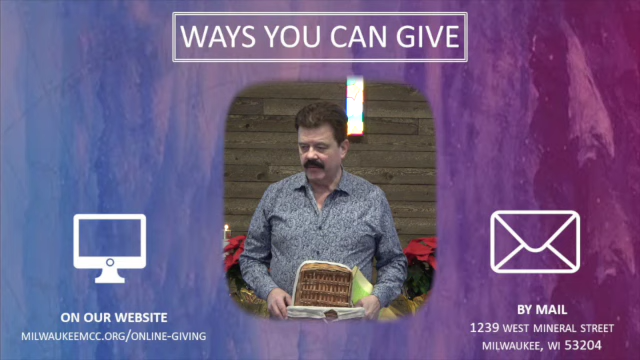 WAYS YOU CAN GIVE
ON OUR WEBSITE
MILWAUKEEMCC.ORG/ONLINE-GIVING
BY MAIL
1239 WEST MINERAL STREET
MILWAUKEE, WI 53204